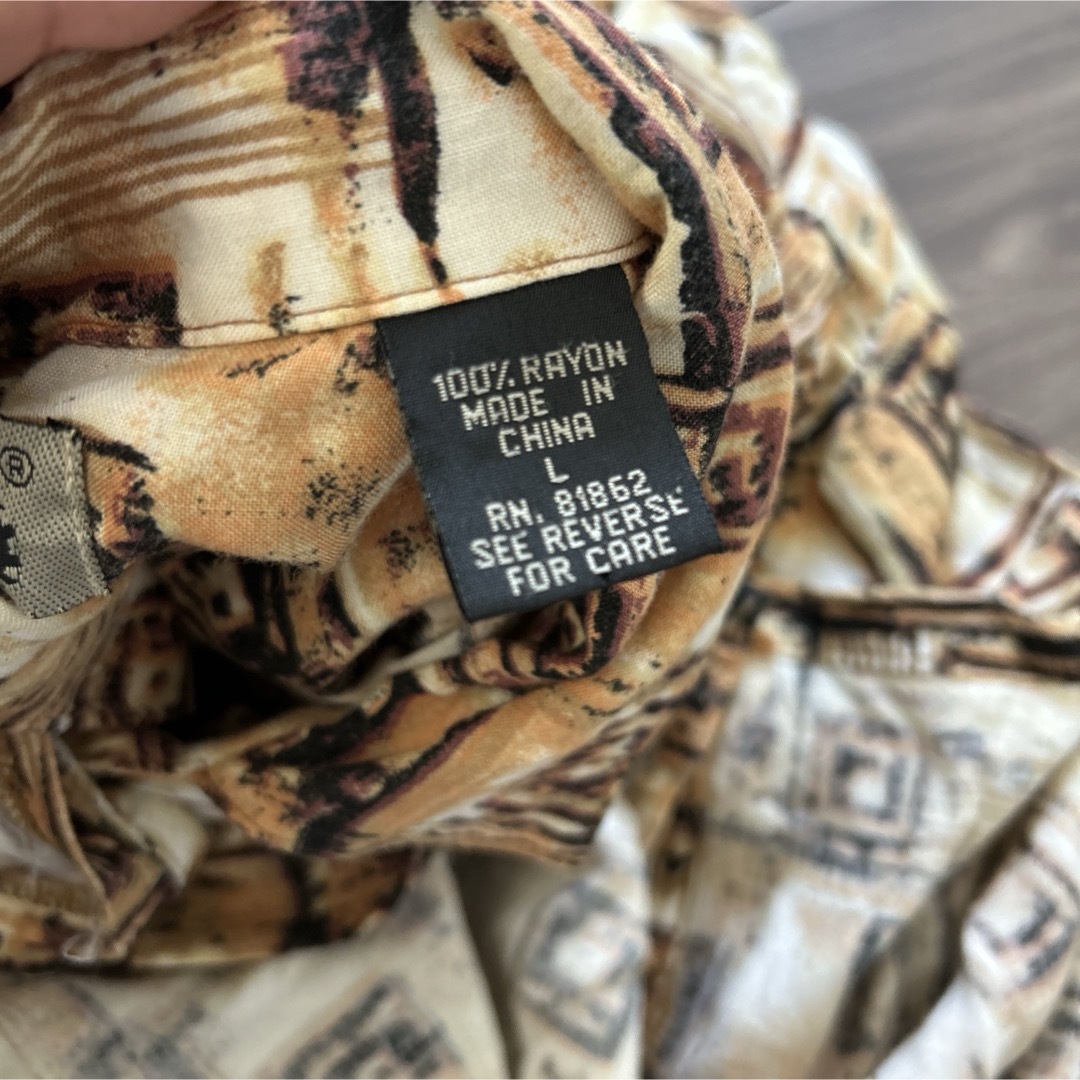 100% RAYON
MADE IN
CHINA
L
RN. 81862
SEE REVERSE
FOR CARE
®